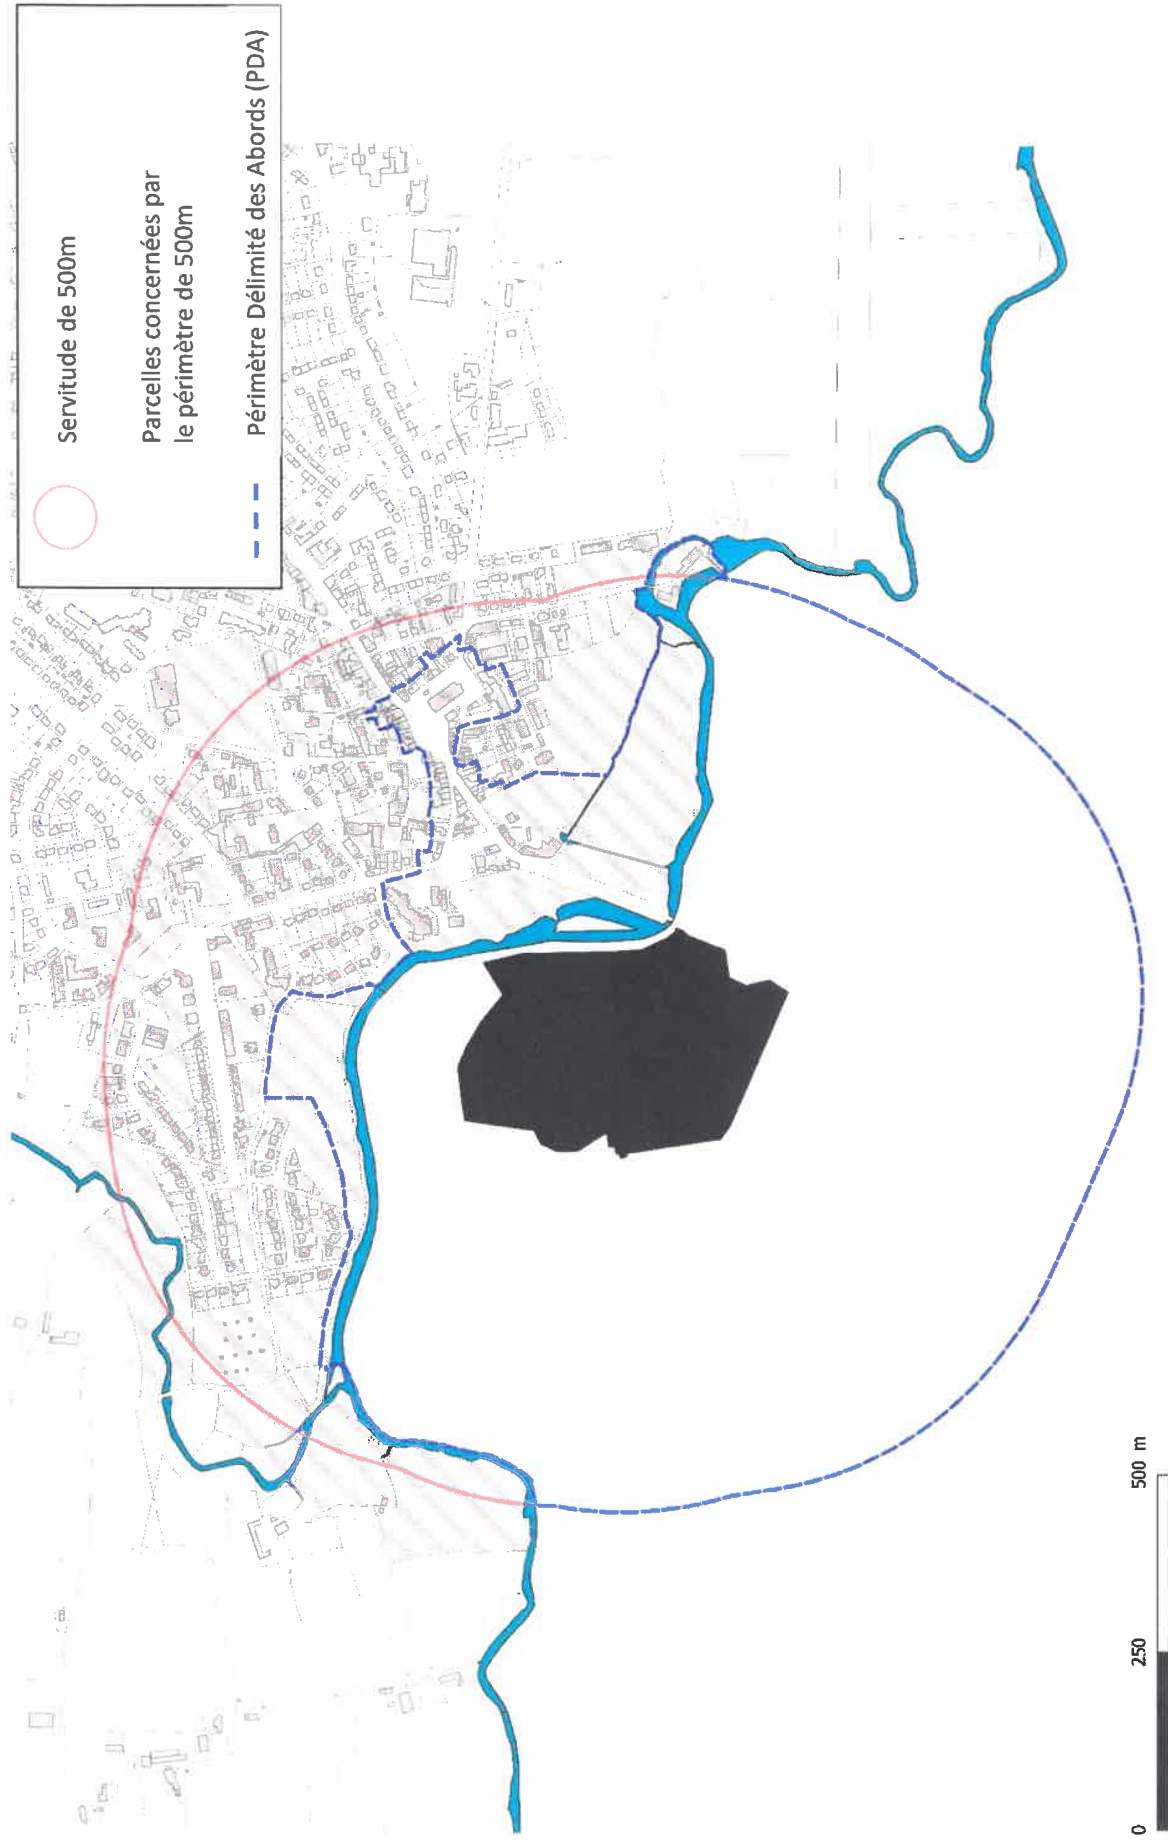 Servitude de 500m
Parcelles concernées par
le périmètre de 500m
Périmètre Délimité des Abords (PDA)
0 250 500 m